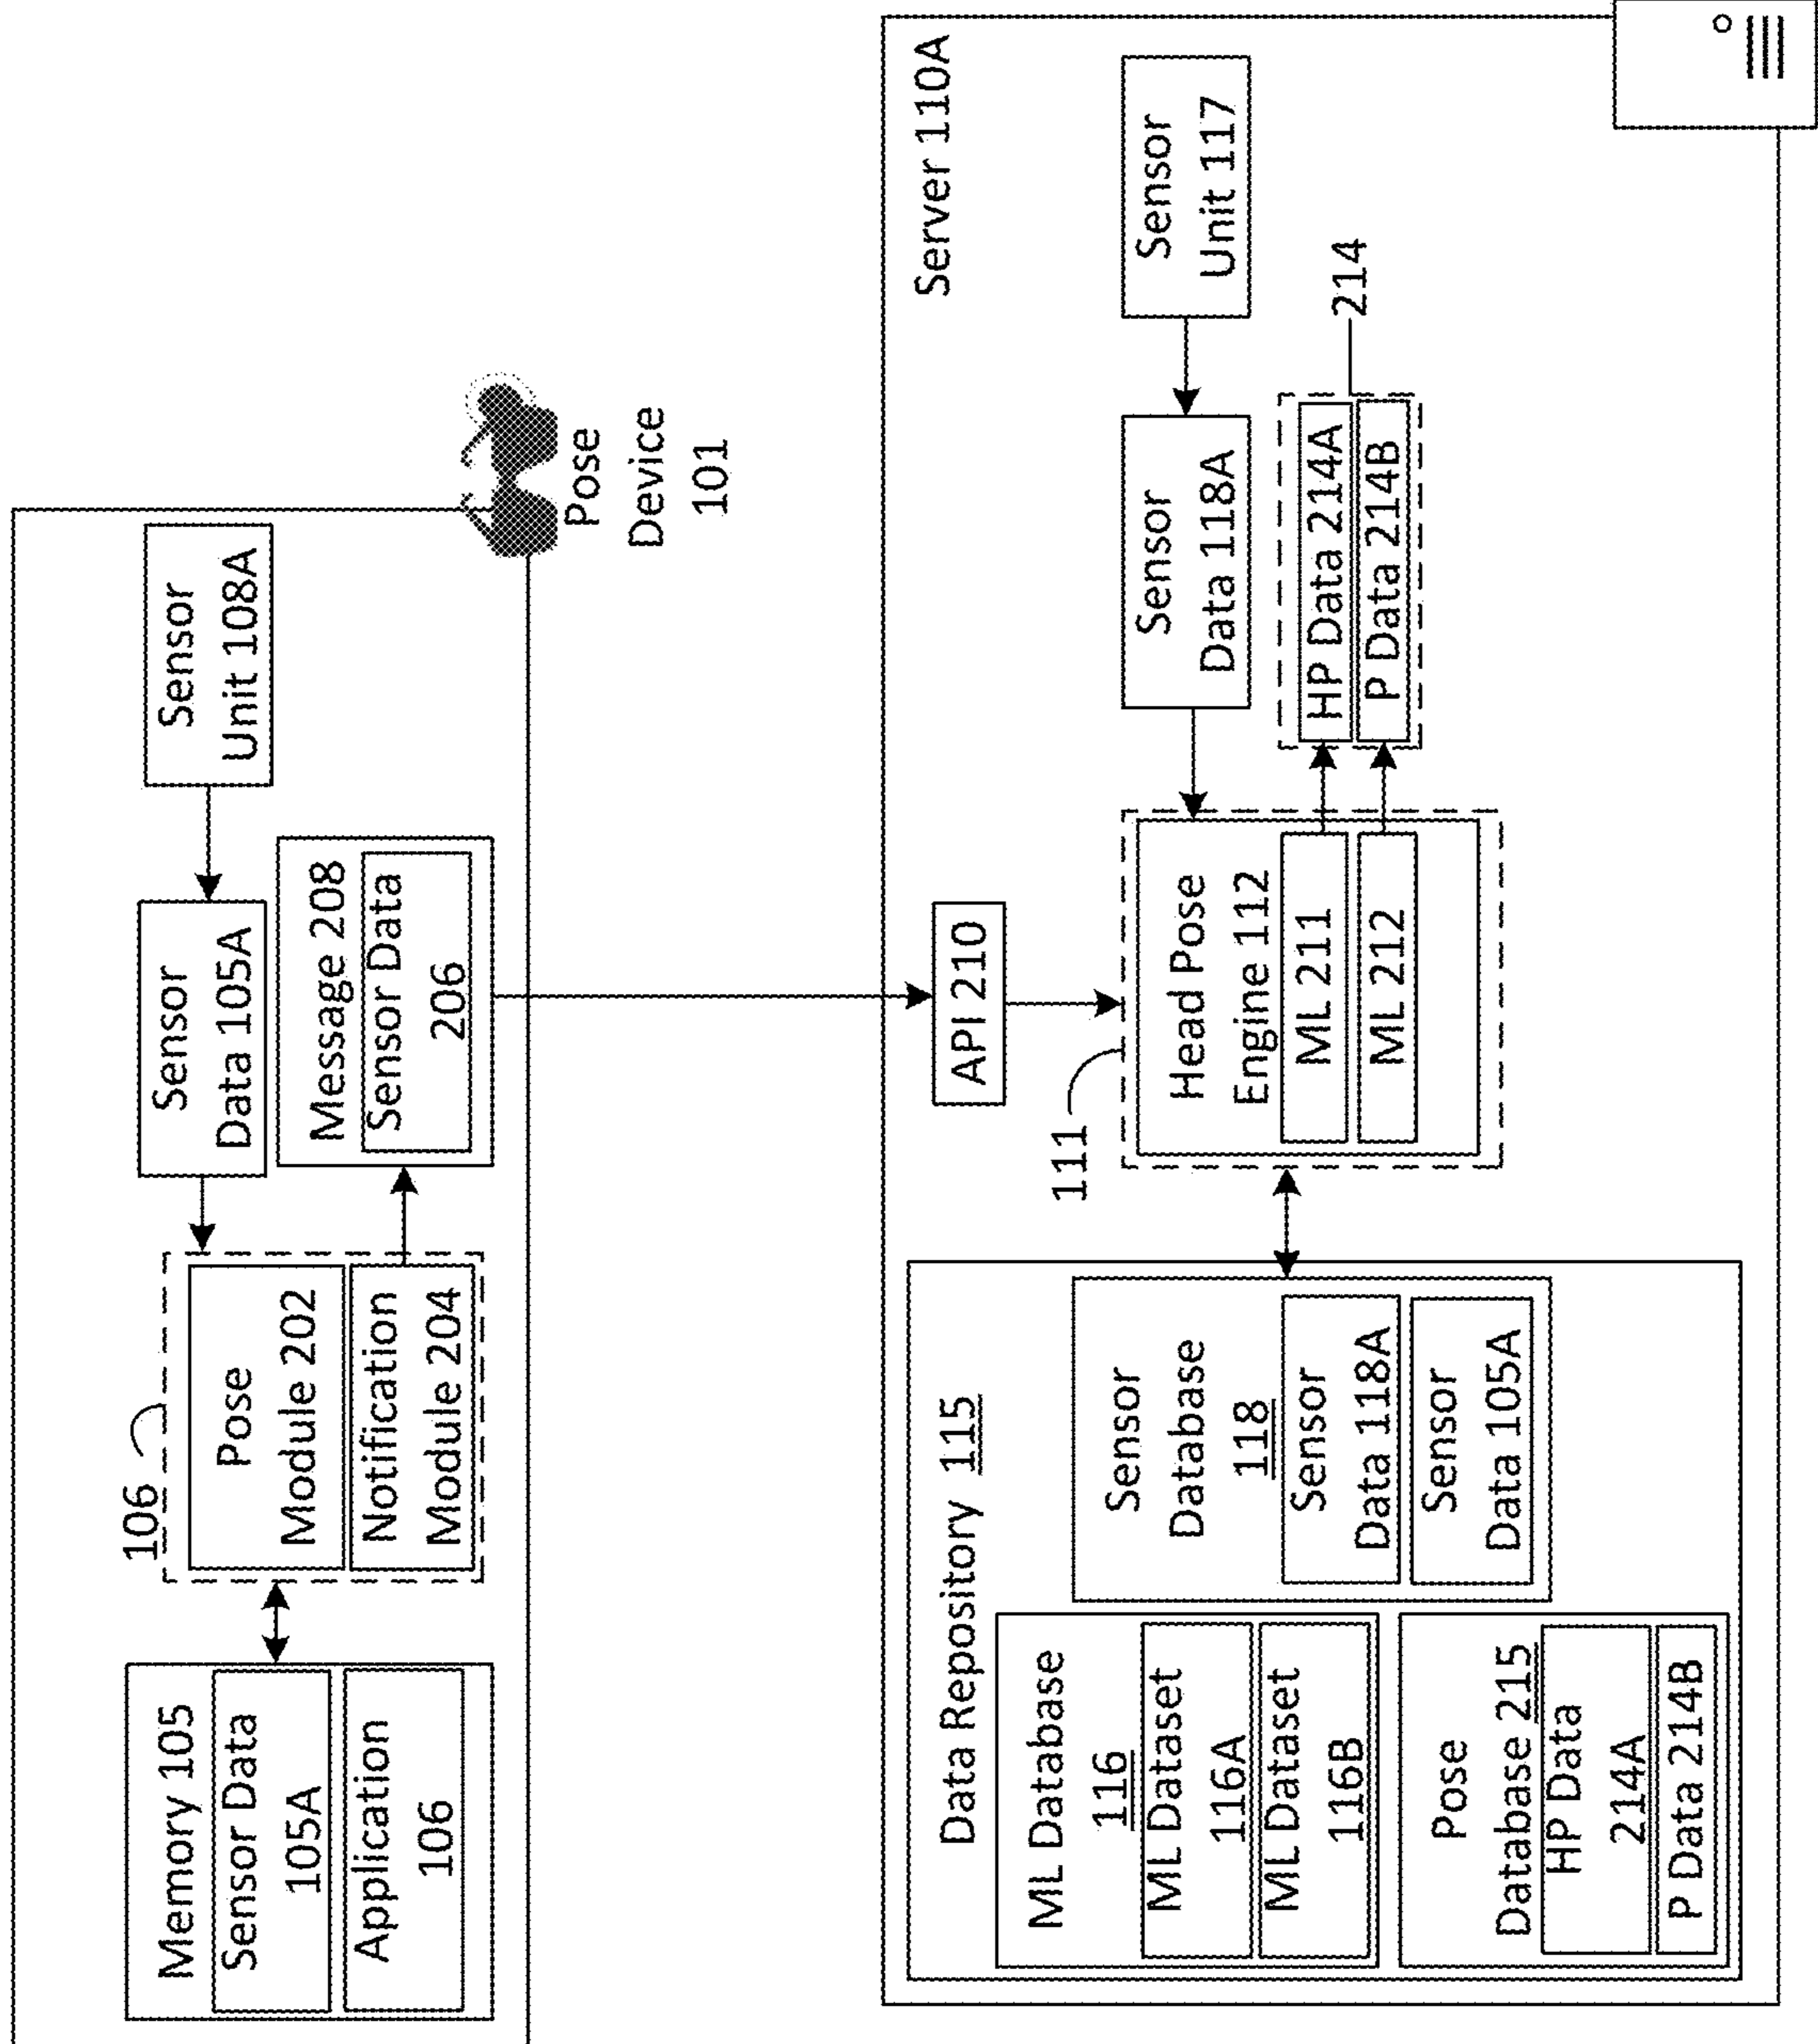 Memory 105
Sensor Data
105A
Application
106
106
Pose
Module 202
Notification
Module 204
Sensor
Data 105A
Message 208
Sensor Data
206
Sensor
Unit 108A
Pose
Device
101
Server 110A
Data Repository 115
ML Database
116
ML Dataset
116A
ML Dataset
116B
Pose
Database 215
HP Data
214A
P Data 214B
Sensor
Database
118
Sensor
Data 118A
Sensor
Data 105A
API 210
111
Head Pose
Engine 112
ML 211
ML 212
Sensor
Data 118A
Sensor
Unit 117
HP Data 214A
P Data 214B
214